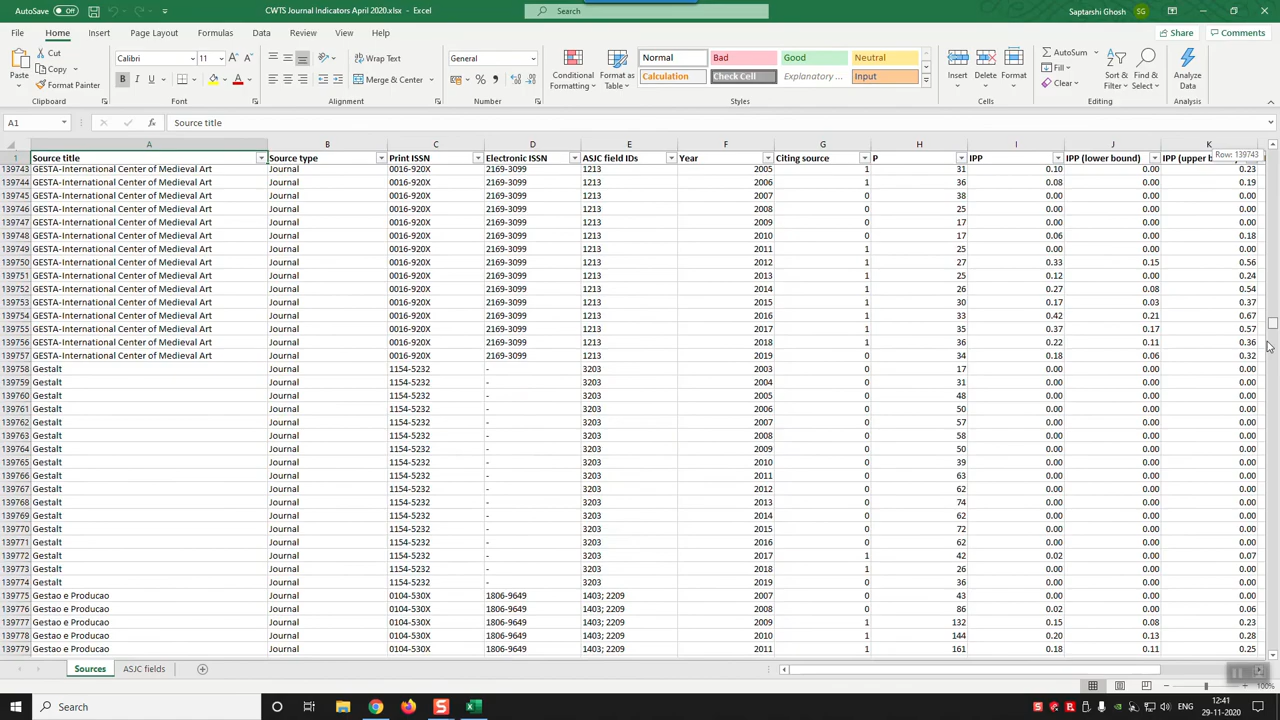 AutoSave Off CWTS Journal Indicators April 2020.xlsx - Excel Search Saptarshi Ghosh SG
File Home Insert Page Layout Formulas Data Review View Help Share Comments
Paste Cut Copy Format Painter Clipboard
Calibri 11 B I U Font
Wrap Text Merge & Center Alignment
General Number
Conditional Formatting Format as Table
Normal Bad Good Neutral
Calculation Check Cell Explanatory ... Input
Styles
Insert Delete Format Cells
AutoSum Fill Clear Sort & Filter Find & Select Editing
Analyze Data Analysis
A1 fx Source title
A B C D E F G H I J K
1 Source title Source type Print ISSN Electronic ISSN ASJC field IDs Year Citing source P IPP IPP (lower bound) IPP (upper b Row: 139743
139743 GESTA-International Center of Medieval Art Journal 0016-920X 2169-3099 1213 2005 1 31 0.10 0.00 0.23
139744 GESTA-International Center of Medieval Art Journal 0016-920X 2169-3099 1213 2006 1 36 0.08 0.00 0.19
139745 GESTA-International Center of Medieval Art Journal 0016-920X 2169-3099 1213 2007 0 38 0.00 0.00 0.00
139746 GESTA-International Center of Medieval Art Journal 0016-920X 2169-3099 1213 2008 0 25 0.00 0.00 0.00
139747 GESTA-International Center of Medieval Art Journal 0016-920X 2169-3099 1213 2009 0 17 0.00 0.00 0.00
139748 GESTA-International Center of Medieval Art Journal 0016-920X 2169-3099 1213 2010 0 17 0.06 0.00 0.18
139749 GESTA-International Center of Medieval Art Journal 0016-920X 2169-3099 1213 2011 1 25 0.00 0.00 0.00
139750 GESTA-International Center of Medieval Art Journal 0016-920X 2169-3099 1213 2012 1 27 0.33 0.15 0.56
139751 GESTA-International Center of Medieval Art Journal 0016-920X 2169-3099 1213 2013 1 25 0.12 0.00 0.24
139752 GESTA-International Center of Medieval Art Journal 0016-920X 2169-3099 1213 2014 1 26 0.27 0.08 0.54
139753 GESTA-International Center of Medieval Art Journal 0016-920X 2169-3099 1213 2015 1 30 0.17 0.03 0.37
139754 GESTA-International Center of Medieval Art Journal 0016-920X 2169-3099 1213 2016 1 33 0.42 0.21 0.67
139755 GESTA-International Center of Medieval Art Journal 0016-920X 2169-3099 1213 2017 1 35 0.37 0.17 0.57
139756 GESTA-International Center of Medieval Art Journal 0016-920X 2169-3099 1213 2018 1 36 0.22 0.11 0.36
139757 GESTA-International Center of Medieval Art Journal 0016-920X 2169-3099 1213 2019 1 34 0.18 0.06 0.32
139758 Gestalt Journal 1154-5232 - 3203 2003 0 17 0.00 0.00 0.00
139759 Gestalt Journal 1154-5232 - 3203 2004 0 31 0.00 0.00 0.00
139760 Gestalt Journal 1154-5232 - 3203 2005 0 48 0.00 0.00 0.00
139761 Gestalt Journal 1154-5232 - 3203 2006 0 50 0.00 0.00 0.00
139762 Gestalt Journal 1154-5232 - 3203 2007 0 57 0.00 0.00 0.00
139763 Gestalt Journal 1154-5232 - 3203 2008 0 58 0.00 0.00 0.00
139764 Gestalt Journal 1154-5232 - 3203 2009 0 50 0.00 0.00 0.00
139765 Gestalt Journal 1154-5232 - 3203 2010 0 39 0.00 0.00 0.00
139766 Gestalt Journal 1154-5232 - 3203 2011 0 63 0.00 0.00 0.00
139767 Gestalt Journal 1154-5232 - 3203 2012 0 62 0.00 0.00 0.00
139768 Gestalt Journal 1154-5232 - 3203 2013 0 74 0.00 0.00 0.00
139769 Gestalt Journal 1154-5232 - 3203 2014 0 62 0.00 0.00 0.00
139770 Gestalt Journal 1154-5232 - 3203 2015 0 72 0.00 0.00 0.00
139771 Gestalt Journal 1154-5232 - 3203 2016 0 62 0.00 0.00 0.00
139772 Gestalt Journal 1154-5232 - 3203 2017 1 42 0.02 0.00 0.07
139773 Gestalt Journal 1154-5232 - 3203 2018 1 26 0.00 0.00 0.00
139774 Gestalt Journal 1154-5232 - 3203 2019 0 36 0.00 0.00 0.00
139775 Gestao e Producao Journal 0104-530X 1806-9649 1403; 2209 2007 0 43 0.00 0.00 0.00
139776 Gestao e Producao Journal 0104-530X 1806-9649 1403; 2209 2008 0 86 0.02 0.00 0.06
139777 Gestao e Producao Journal 0104-530X 1806-9649 1403; 2209 2009 1 132 0.15 0.08 0.23
139778 Gestao e Producao Journal 0104-530X 1806-9649 1403; 2209 2010 1 144 0.20 0.13 0.28
139779 Gestao e Producao Journal 0104-530X 1806-9649 1403; 2209 2011 1 161 0.18 0.11 0.25
Sources ASJC fields
100%
Search ENG 12:41
29-11-2020